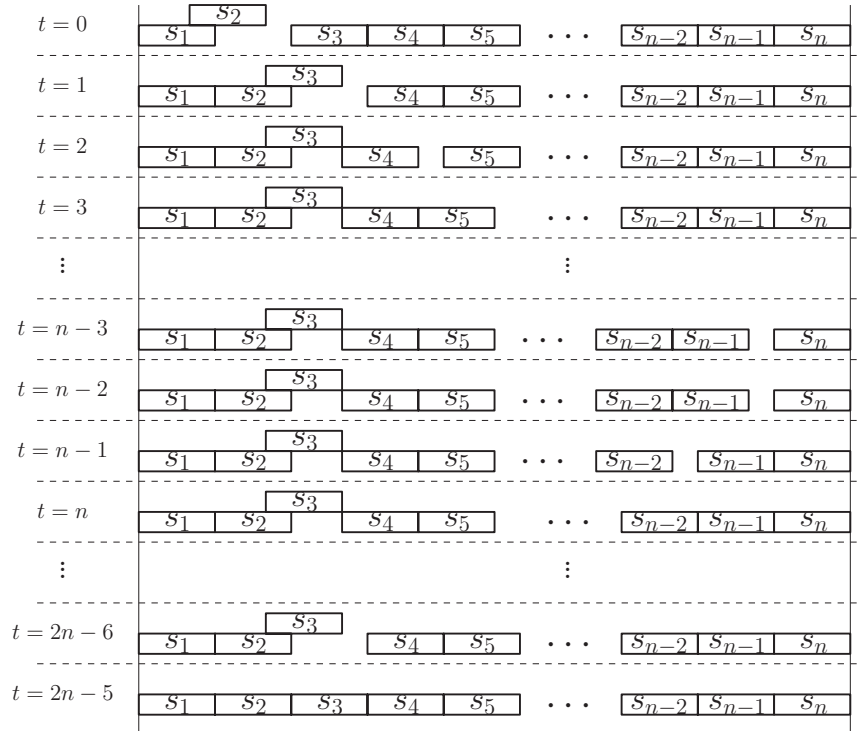 t = 0 s₂
s₁ s₃ s₄ s₅ ... sₙ₋₂ sₙ₋₁ sₙ
t = 1 s₃
s₁ s₂ s₄ s₅ ... sₙ₋₂ sₙ₋₁ sₙ
t = 2 s₃
s₁ s₂ s₄ s₅ ... sₙ₋₂ sₙ₋₁ sₙ
t = 3 s₃
s₁ s₂ s₄ s₅ ... sₙ₋₂ sₙ₋₁ sₙ
⋮ ⋮
t = n − 3 s₃
s₁ s₂ s₄ s₅ ... sₙ₋₂ sₙ₋₁ sₙ
t = n − 2 s₃
s₁ s₂ s₄ s₅ ... sₙ₋₂ sₙ₋₁ sₙ
t = n − 1 s₃
s₁ s₂ s₄ s₅ ... sₙ₋₂ sₙ₋₁ sₙ
t = n s₃
s₁ s₂ s₄ s₅ ... sₙ₋₂ sₙ₋₁ sₙ
⋮ ⋮
t = 2n − 6 s₃
s₁ s₂ s₄ s₅ ... sₙ₋₂ sₙ₋₁ sₙ
t = 2n − 5
s₁ s₂ s₃ s₄ s₅ ... sₙ₋₂ sₙ₋₁ sₙ